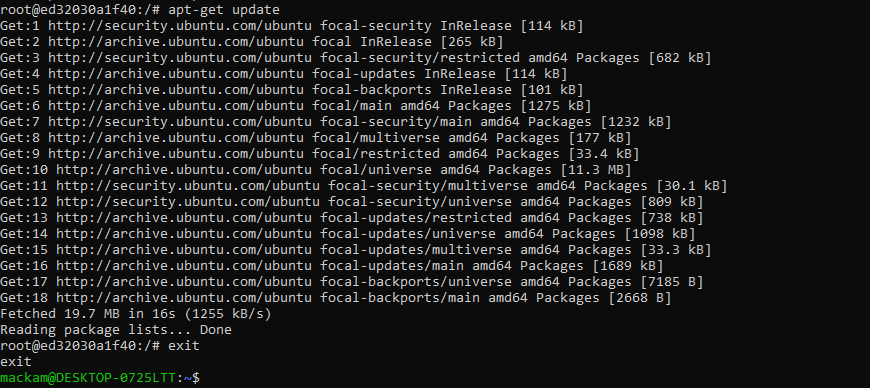 root@ed32030a1f40:/# apt-get update
Get:1 http://security.ubuntu.com/ubuntu focal-security InRelease [114 kB]
Get:2 http://archive.ubuntu.com/ubuntu focal InRelease [265 kB]
Get:3 http://security.ubuntu.com/ubuntu focal-security/restricted amd64 Packages [682 kB]
Get:4 http://archive.ubuntu.com/ubuntu focal-updates InRelease [114 kB]
Get:5 http://archive.ubuntu.com/ubuntu focal-backports InRelease [101 kB]
Get:6 http://archive.ubuntu.com/ubuntu focal/main amd64 Packages [1275 kB]
Get:7 http://security.ubuntu.com/ubuntu focal-security/main amd64 Packages [1232 kB]
Get:8 http://archive.ubuntu.com/ubuntu focal/multiverse amd64 Packages [177 kB]
Get:9 http://archive.ubuntu.com/ubuntu focal/restricted amd64 Packages [33.4 kB]
Get:10 http://archive.ubuntu.com/ubuntu focal/universe amd64 Packages [11.3 MB]
Get:11 http://security.ubuntu.com/ubuntu focal-security/multiverse amd64 Packages [30.1 kB]
Get:12 http://security.ubuntu.com/ubuntu focal-security/universe amd64 Packages [809 kB]
Get:13 http://archive.ubuntu.com/ubuntu focal-updates/restricted amd64 Packages [738 kB]
Get:14 http://archive.ubuntu.com/ubuntu focal-updates/universe amd64 Packages [1098 kB]
Get:15 http://archive.ubuntu.com/ubuntu focal-updates/multiverse amd64 Packages [33.3 kB]
Get:16 http://archive.ubuntu.com/ubuntu focal-updates/main amd64 Packages [1689 kB]
Get:17 http://archive.ubuntu.com/ubuntu focal-backports/universe amd64 Packages [7185 B]
Get:18 http://archive.ubuntu.com/ubuntu focal-backports/main amd64 Packages [2668 B]
Fetched 19.7 MB in 16s (1255 kB/s)
Reading package lists... Done
root@ed32030a1f40:/# exit
exit
mackam@DESKTOP-0725LTT:~$